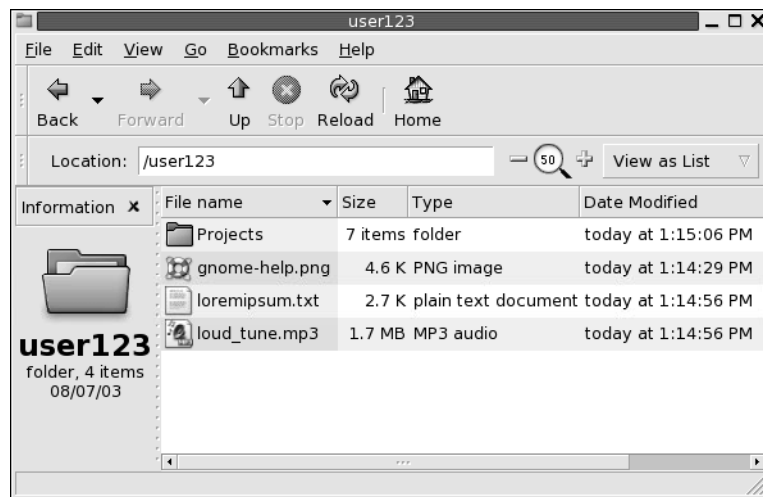 user123
File Edit View Go Bookmarks Help
Back Forward Up Stop Reload Home
Location: /user123 50 View as List
Information x File name Size Type Date Modified
Projects 7 items folder today at 1:15:06 PM
gnome-help.png 4.6 K PNG image today at 1:14:29 PM
loremipsum.txt 2.7 K plain text document today at 1:14:56 PM
loud_tune.mp3 1.7 MB MP3 audio today at 1:14:56 PM
user123
folder, 4 items
08/07/03